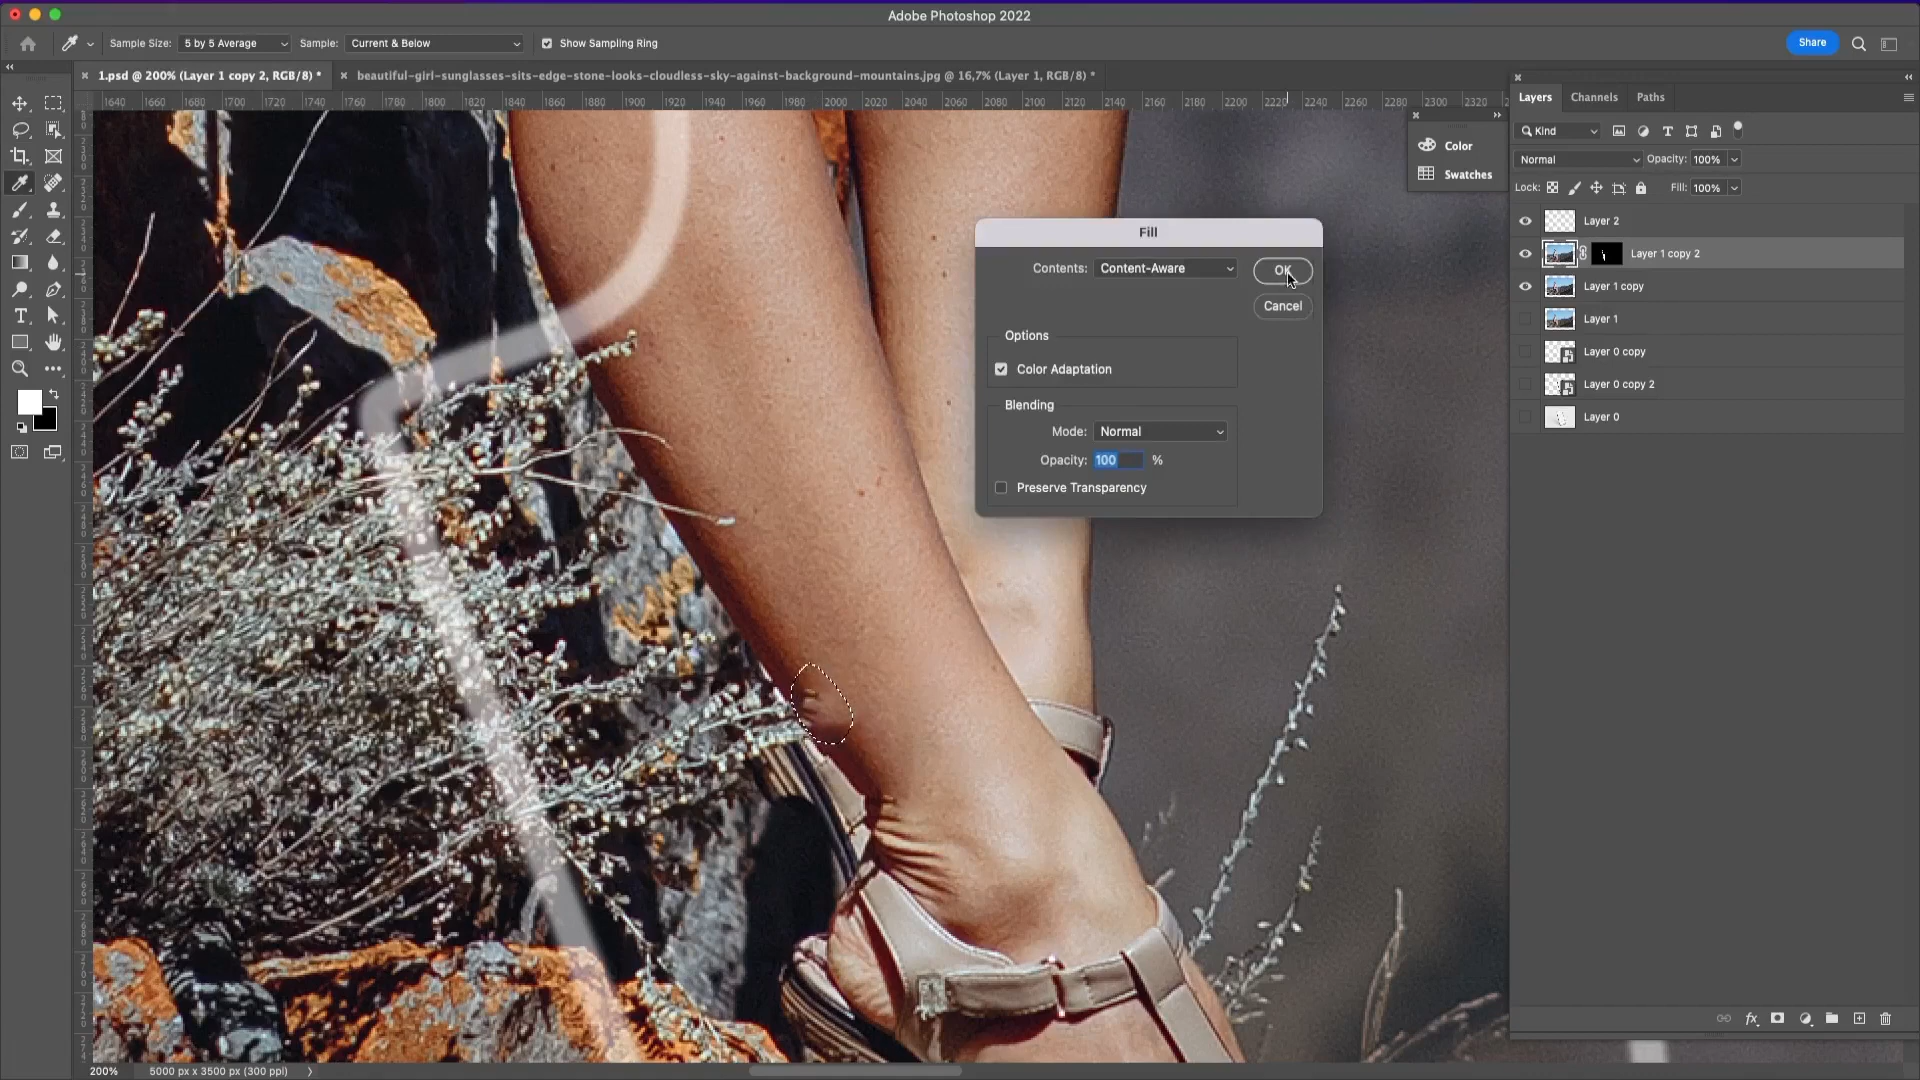 Adobe Photoshop 2022
Sample Size: 5 by 5 Average Sample: Current & Below Show Sampling Ring Share
1.psd @ 200% (Layer 1 copy 2, RGB/8) * beautiful-girl-sunglasses-sits-edge-stone-looks-cloudless-sky-against-background-mountains.jpg @ 16,7% (Layer 1, RGB/8) *
1640 1660 1680 1700 1720 1740 1760 1780 1800 1820 1840 1860 1880 1900 1920 1940 1960 1980 2000 2020 2040 2060 2080 2100 2120 2140 2160 2180 2200 2220 2240 2260 2280 2300 2320
Layers Channels Paths
Kind
Normal Opacity: 100%
Lock: Fill: 100%
Color
Swatches
Layer 2
Layer 1 copy 2
Layer 1 copy
Layer 1
Layer 0 copy
Layer 0 copy 2
Layer 0
Fill
Contents: Content-Aware OK
Cancel
Options
Color Adaptation
Blending
Mode: Normal
Opacity: 100 %
Preserve Transparency
200% 5000 px x 3500 px (300 ppi)